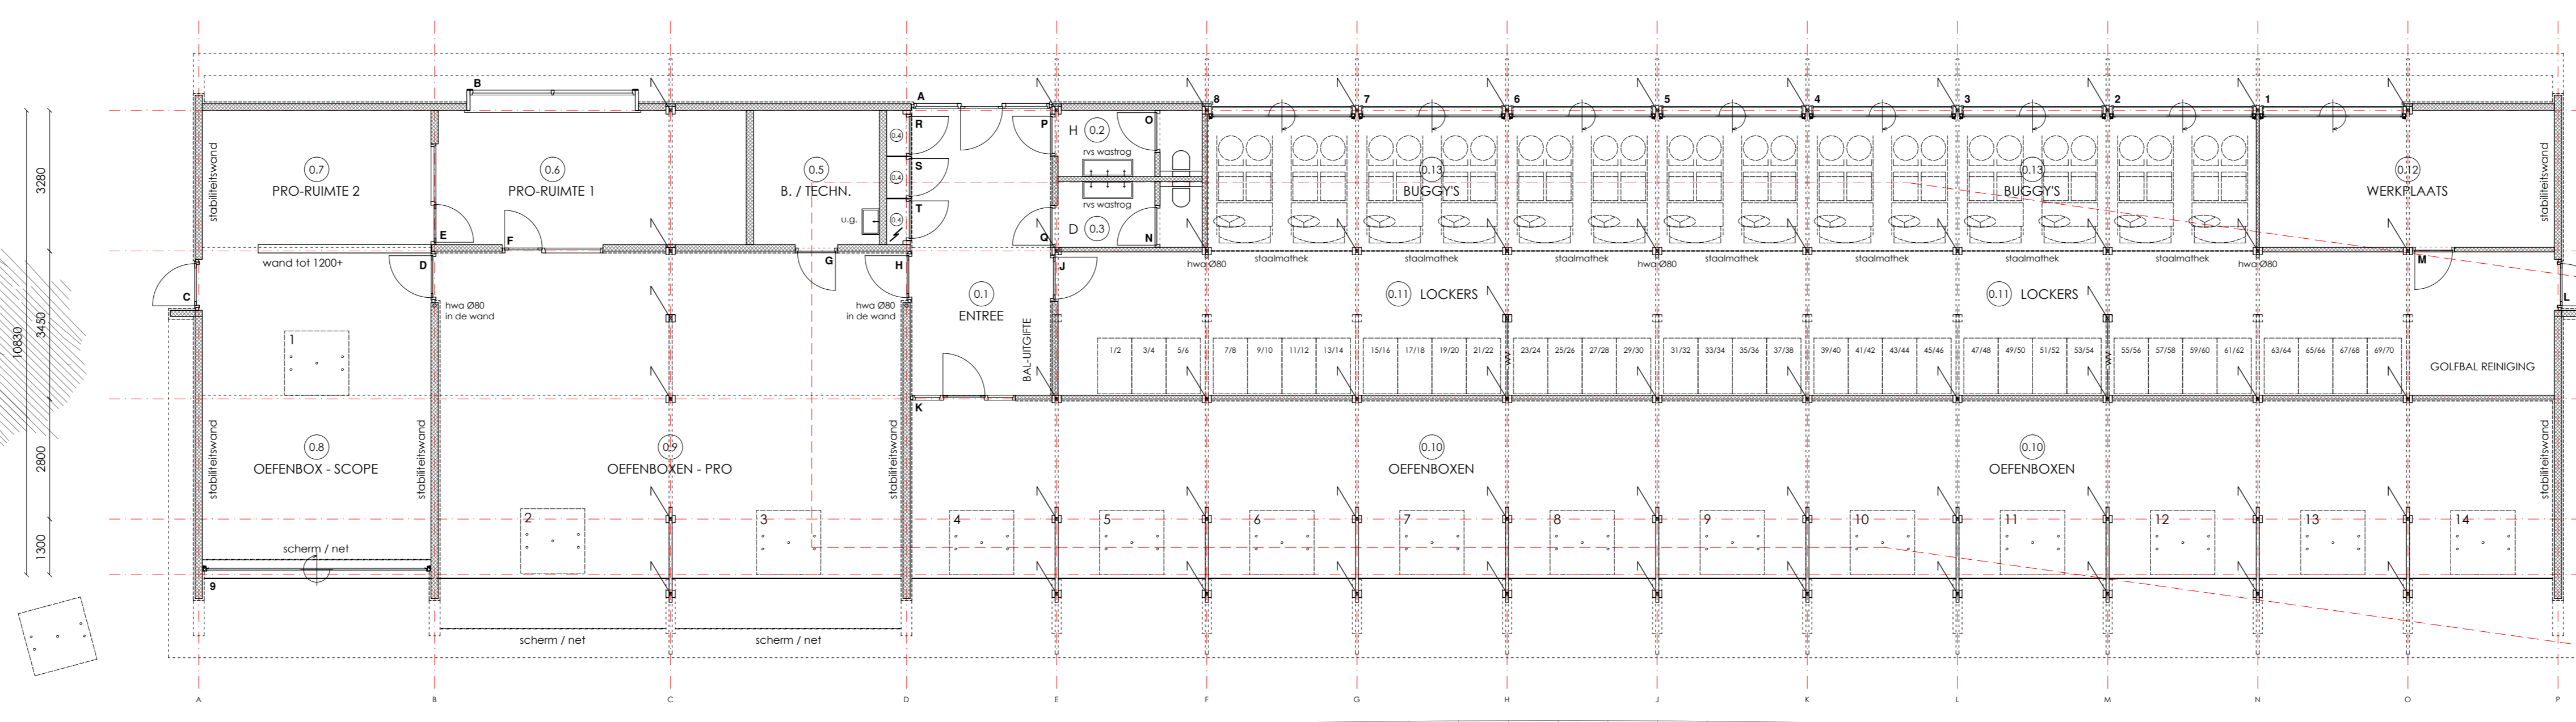 B
A
8
7
6
5
4
3
2
1
R
P
H
0.2
O
0.4
rvs wastrog
0.7
PRO-RUIMTE 2
0.6
PRO-RUIMTE 1
0.5
B. / TECHN.
S
0.4
0.13
BUGGY'S
0.13
BUGGY'S
0.12
WERKPLAATS
stabiliteitswand
stabiliteitswand
3280
rvs wastrog
u.g.
T
0.4
D
0.3
E
F
Q
N
wand tot 1200+
D
G
H
J
hwa Ø80
staalmathek
staalmathek
staalmathek
hwa Ø80
staalmathek
staalmathek
staalmathek
staalmathek
hwa Ø80
M
C
hwa Ø80
in de wand
hwa Ø80
in de wand
0.1
ENTREE
0.11
LOCKERS
0.11
LOCKERS
L
10830
3450
1
BAL-UITGIFTE
1/2
3/4
5/6
7/8
9/10
11/12
13/14
15/16
17/18
19/20
21/22
23/24
25/26
27/28
29/30
31/32
33/34
35/36
37/38
39/40
41/42
43/44
45/46
47/48
49/50
51/52
53/54
55/56
57/58
59/60
61/62
63/64
65/66
67/68
69/70
GOLFBAL REINIGING
K
2800
stabiliteitswand
0.8
OEFENBOX - SCOPE
stabiliteitswand
0.9
OEFENBOXEN - PRO
stabiliteitswand
0.10
OEFENBOXEN
0.10
OEFENBOXEN
stabiliteitswand
1300
2
3
4
5
6
7
8
9
10
11
12
13
14
scherm / net
9
scherm / net
scherm / net
A
B
C
D
E
F
G
H
J
K
L
M
N
O
P